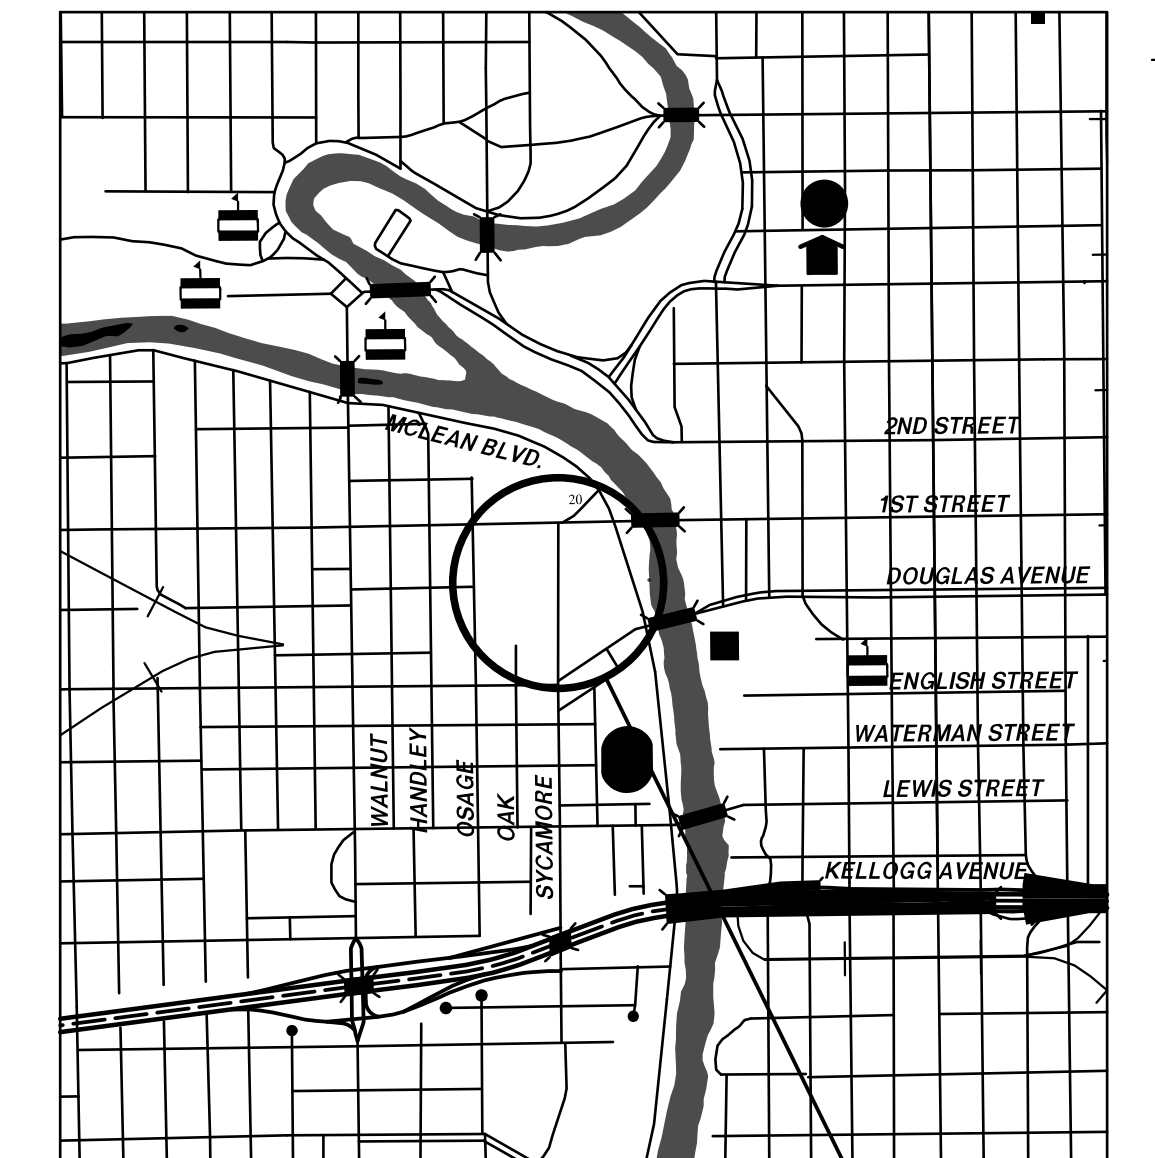 2ND STREET
MCLEAN BLVD.
20
1ST STREET
DOUGLAS AVENUE
ENGLISH STREET
WATERMAN STREET
WALNUT
HANDLEY
OSAGE
OAK
SYCAMORE
LEWIS STREET
KELLOGG AVENUE